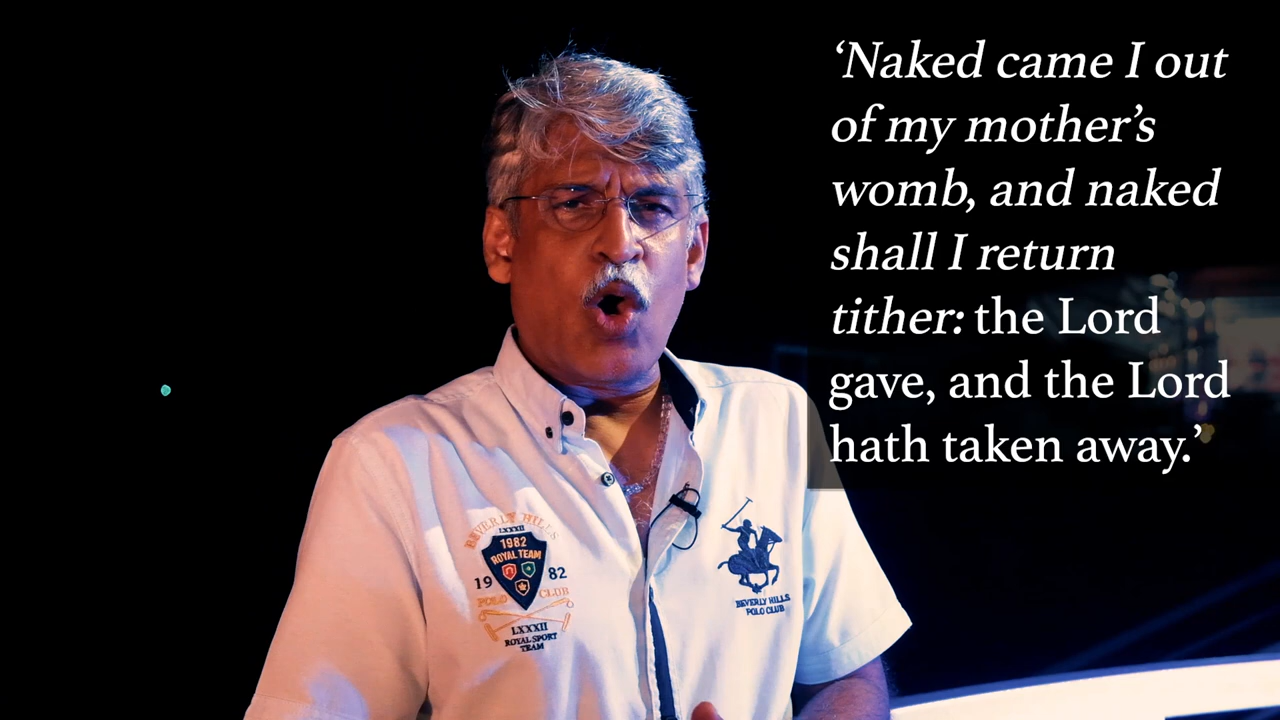 ‘Naked came I out
of my mother’s
womb, and naked
shall I return
tither: the Lord
gave, and the Lord
hath taken away.’
BEVERLY HILLS
LXXXII
1982
ROYAL TEAM
19 82
POLO CLUB
LXXXII
ROYAL SPORT
TEAM
BEVERLY HILLS
POLO CLUB